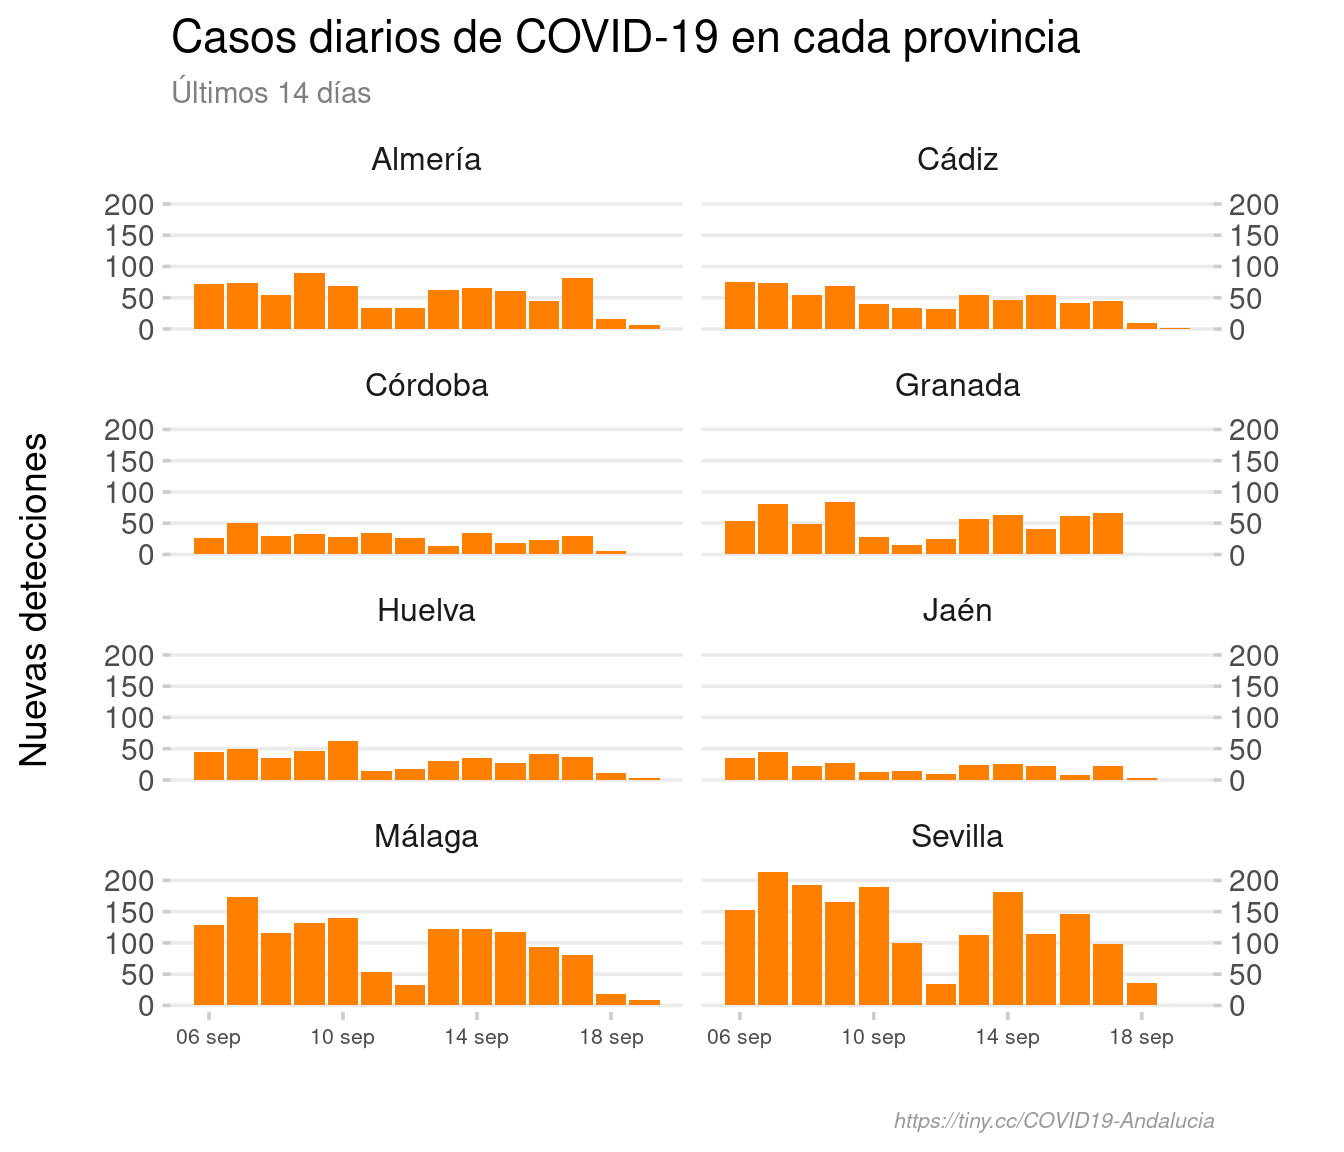 Casos diarios de COVID-19 en cada provincia
Últimos 14 días
Nuevas detecciones
Almería
Cádiz
200
150
100
50
0
200
150
100
50
0
Córdoba
Granada
200
150
100
50
0
200
150
100
50
0
Huelva
Jaén
200
150
100
50
0
200
150
100
50
0
Málaga
Sevilla
200
150
100
50
0
200
150
100
50
0
06 sep 10 sep 14 sep 18 sep
06 sep 10 sep 14 sep 18 sep
https://tiny.cc/COVID19-Andalucia